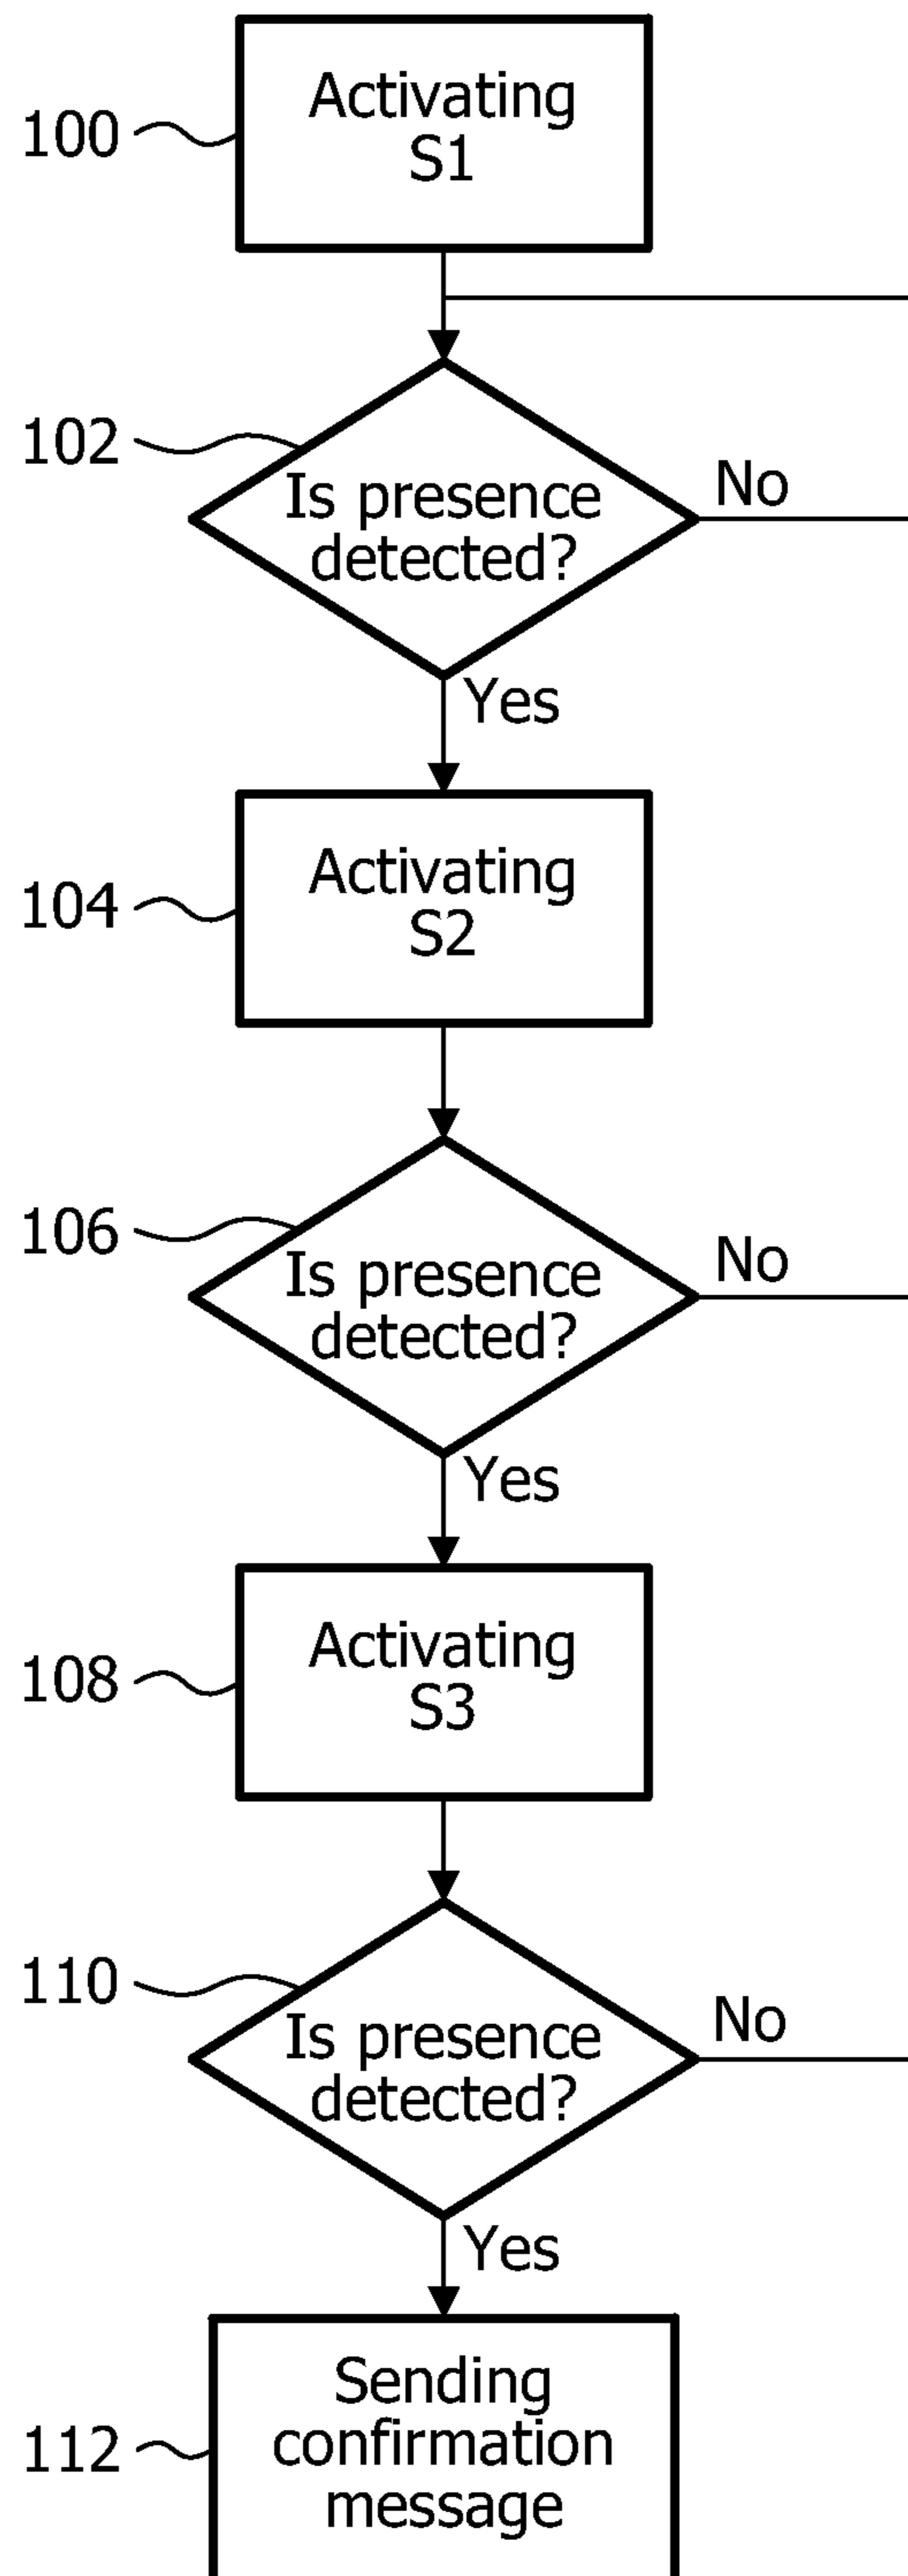 Activating
S1
100
102
Is presence
detected?
No
Yes
Activating
S2
104
106
Is presence
detected?
No
Yes
Activating
S3
108
110
Is presence
detected?
No
Yes
Sending
confirmation
message
112